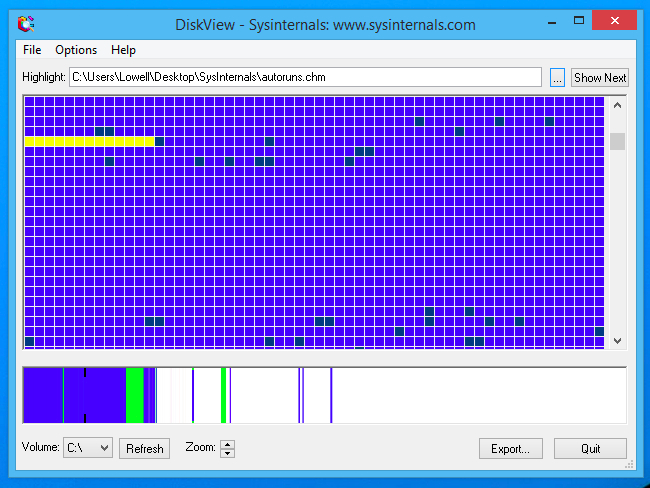 DiskView - Sysinternals: www.sysinternals.com
File Options Help
Highlight: C:\Users\Lowell\Desktop\SysInternals\autoruns.chm ... Show Next
Volume: C:\ Refresh Zoom: Export... Quit